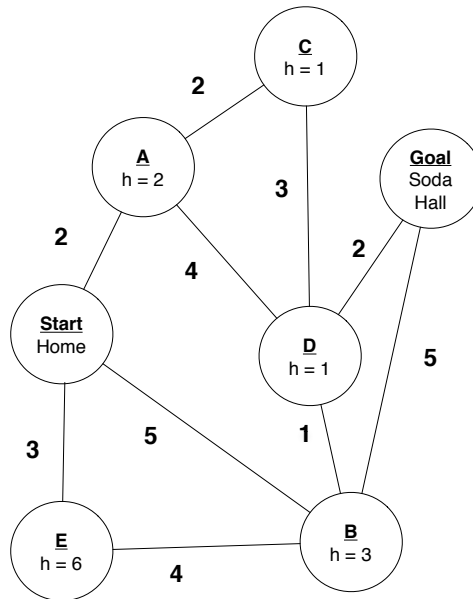 C
h = 1
2
A
h = 2
Goal
Soda
Hall
3
2
4
2
Start
Home
D
h = 1
5
1
3
5
E
h = 6
B
h = 3
4